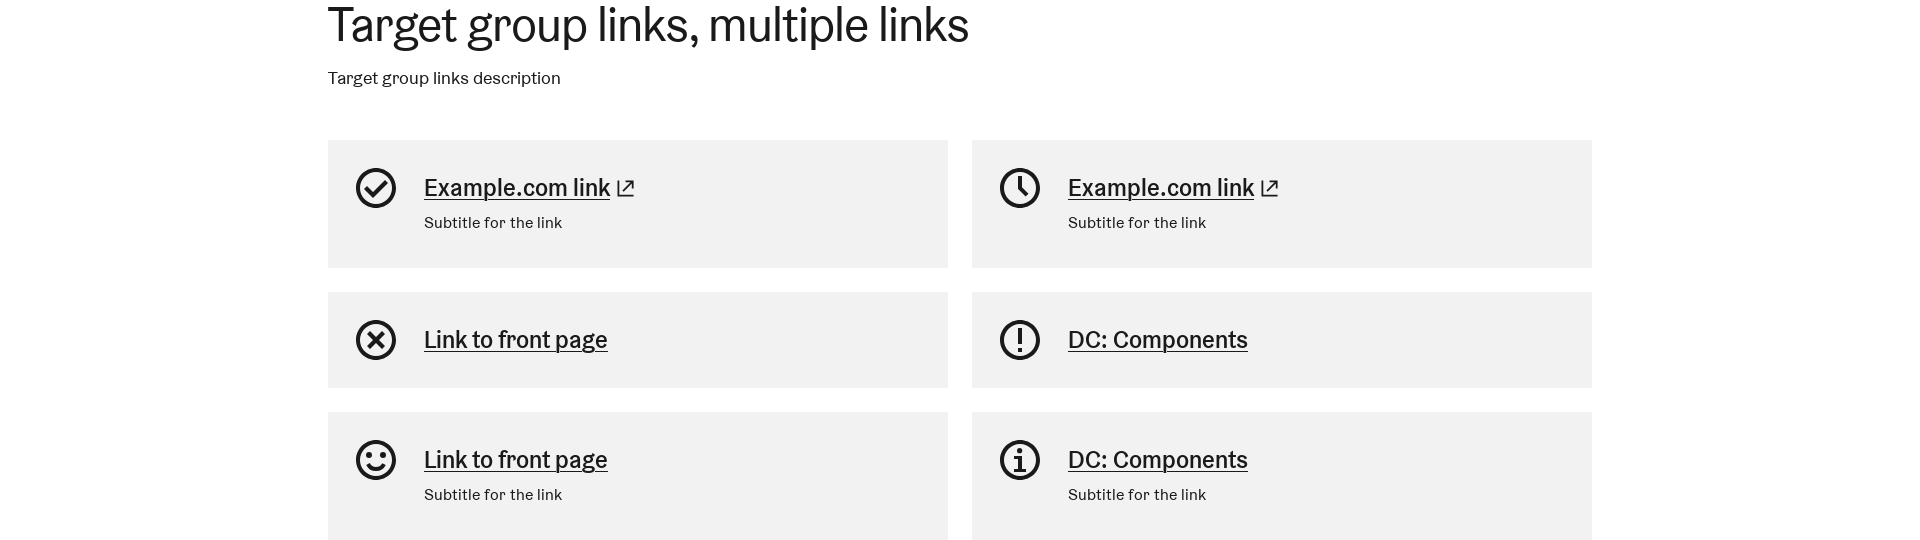 Target group links, multiple links
Target group links description
Example.com link
Subtitle for the link
Example.com link
Subtitle for the link
Link to front page
DC: Components
Link to front page
Subtitle for the link
DC: Components
Subtitle for the link